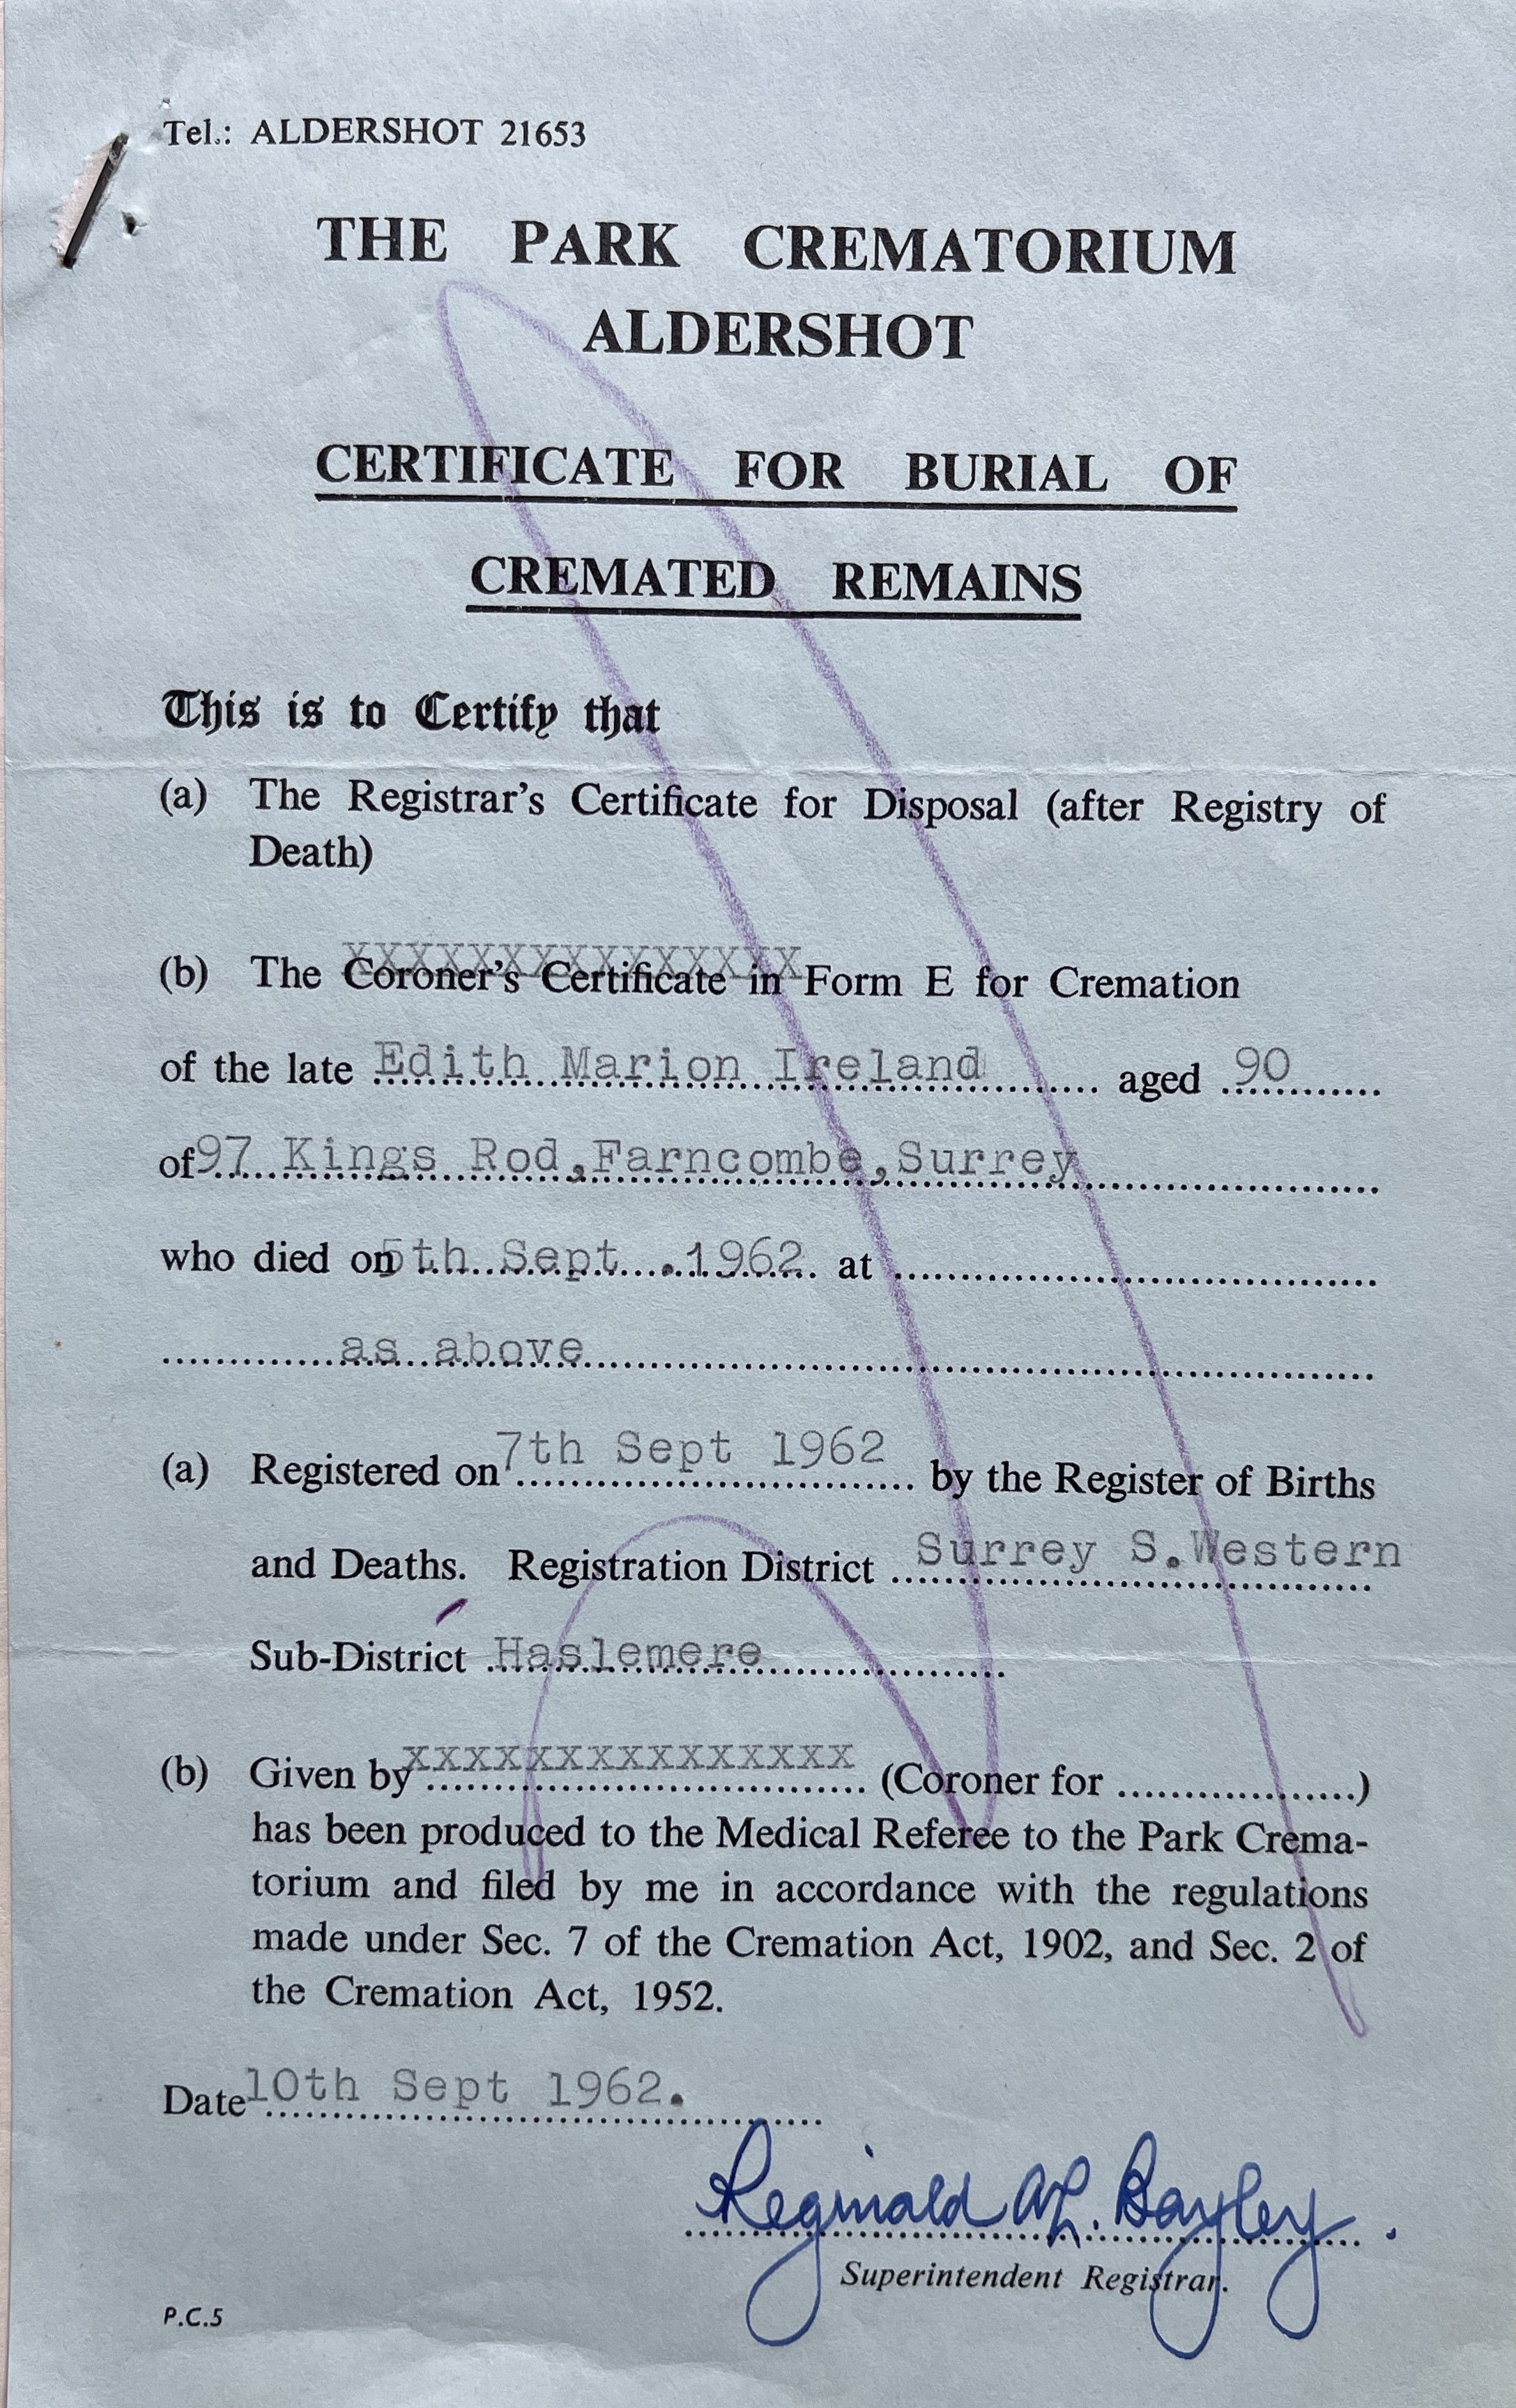 Tel.: ALDERSHOT 21653
THE PARK CREMATORIUM
ALDERSHOT
CERTIFICATE FOR BURIAL OF
CREMATED REMAINS
This is to Certify that
(a) The Registrar's Certificate for Disposal (after Registry of
Death)
XXXXXXXXXXXXXXX
(b) The Coroner's Certificate in Form E for Cremation
of the late Edith Marion Ireland aged 90
of 97 Kings Rod,Farncombe,Surrey
who died on 5th Sept .1962 at
as above
(a) Registered on 7th Sept 1962 by the Register of Births
and Deaths. Registration District Surrey S.Western
Sub-District Haslemere
(b) Given by xxxxxxxxxxxxxxx (Coroner for ....................)
has been produced to the Medical Referee to the Park Crema-
torium and filed by me in accordance with the regulations
made under Sec. 7 of the Cremation Act, 1902, and Sec. 2 of
the Cremation Act, 1952.
Date 10th Sept 1962.
Reginald A.L. Bayley.
Superintendent Registrar.
P.C.5